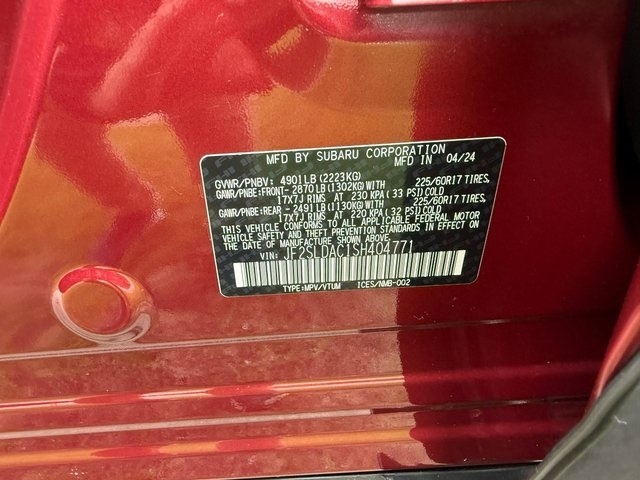 MFD BY SUBARU CORPORATION
MFD IN 04/24
GVWR/PNBV: 4901LB(2223KG)
GAWR/PNBE:FRONT-2870LB(1302KG)WITH 225/60R17 TIRES,
17X7J RIMS AT 230 KPA(33 PSI)COLD
GAWR/PNBE:REAR -2491LB(1130KG)WITH 225/60R17 TIRES,
17X7J RIMS AT 220 KPA(32 PSI)COLD
THIS VEHICLE CONFORMS TO ALL APPLICABLE FEDERAL MOTOR
VEHICLE SAFETY AND THEFT PREVENTION STANDARDS IN EFFECT ON
THE DATE OF MANUFACTURE SHOWN ABOVE.
VIN: JF2SLDAC1SH404771
TYPE:MPV/VTUM ICES/NMB-002